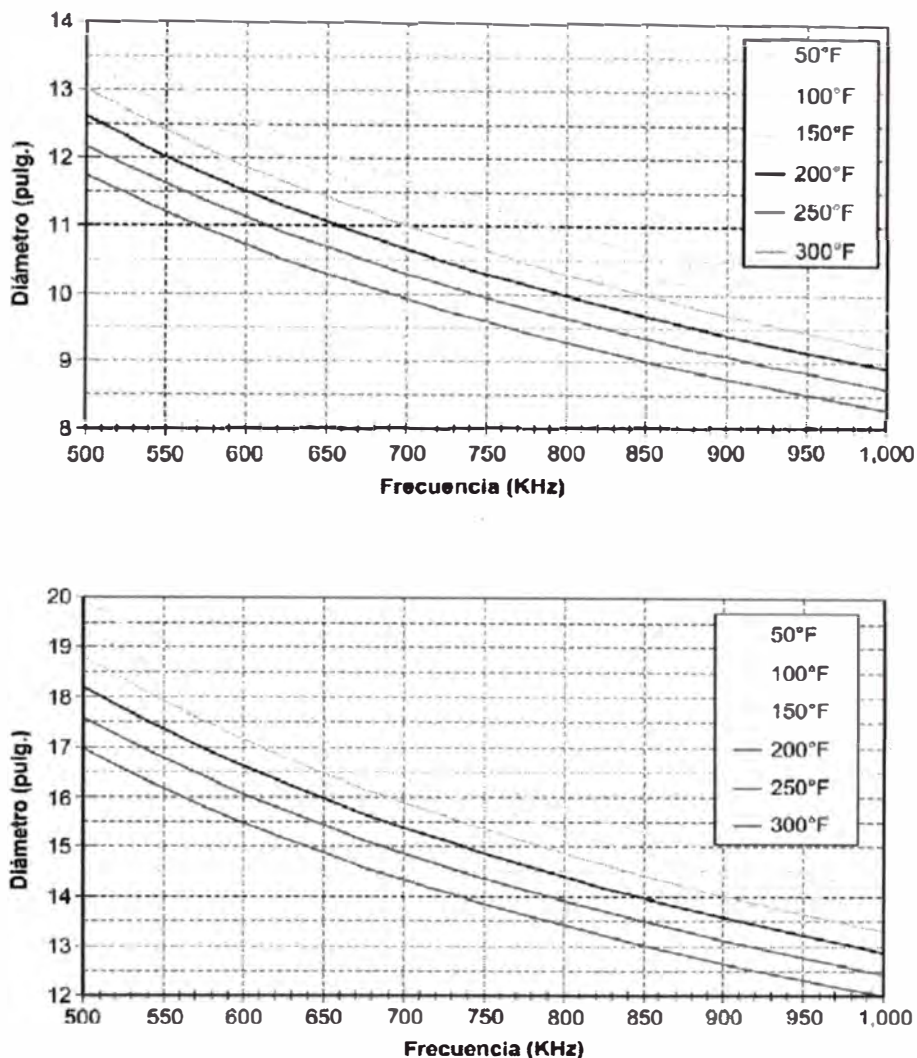 14
13
12
11
10
9
8
Diámetro (pulg.)
50°F
100°F
150°F
200°F
250°F
300°F
500 550 600 650 700 750 800 850 900 950 1,000
Frecuencia (KHz)
20
19
18
17
16
15
14
13
12
Diámetro (pulg.)
50°F
100°F
150°F
200°F
250°F
300°F
500 550 600 650 700 750 800 850 900 950 1,000
Frecuencia (KHz)